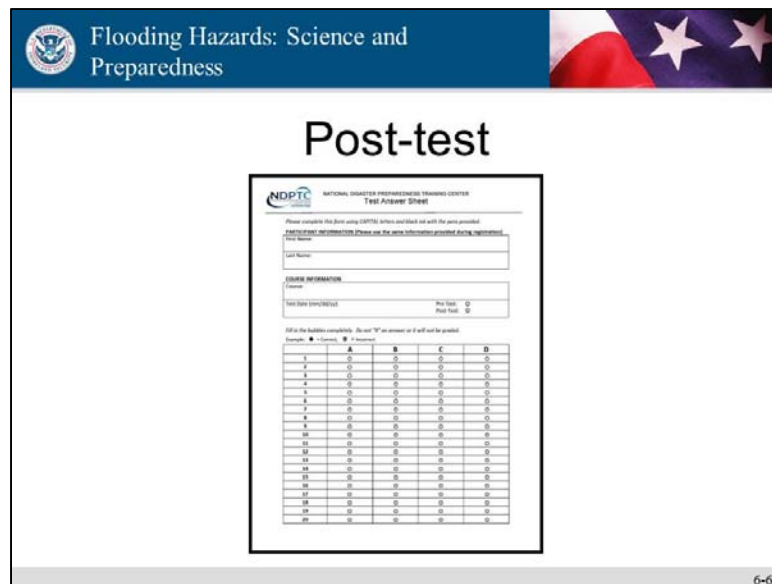 Flooding Hazards: Science and
Preparedness
Post-test
NDPTC
NATIONAL DISASTER PREPAREDNESS TRAINING CENTER
Test Answer Sheet
Please complete this form using CAPITAL letters and black ink with the pens provided.
PARTICIPANT INFORMATION (Please use the same information provided during registration)
First Name:
Last Name:
COURSE INFORMATION
Course:
Test Date (mm/dd/yy):
Pre Test:
Post Test:
Fill in the bubbles completely. Do not "X" an answer or it will not be graded.
Example: = Correct, = Incorrect
A B C D
1
2
3
4
5
6
7
8
9
10
11
12
13
14
15
16
17
18
19
20
6-6